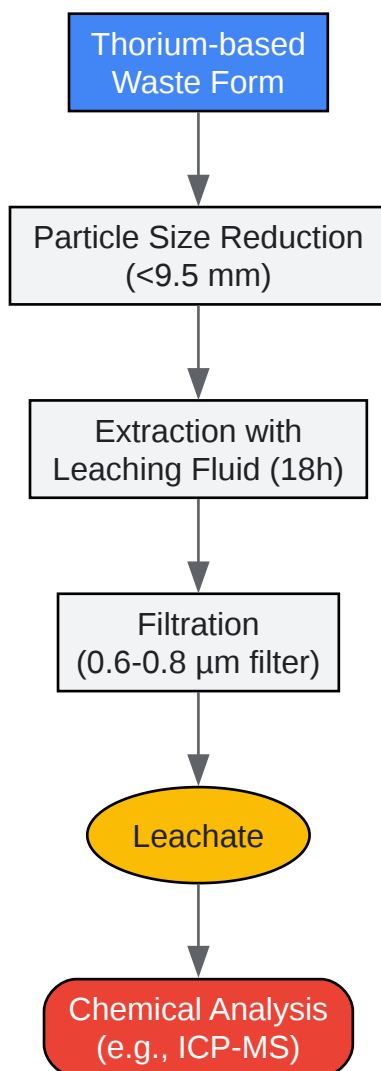 Thorium-based
Waste Form
Particle Size Reduction
(<9.5 mm)
Extraction with
Leaching Fluid (18h)
Filtration
(0.6-0.8 µm filter)
Leachate
Chemical Analysis
(e.g., ICP-MS)